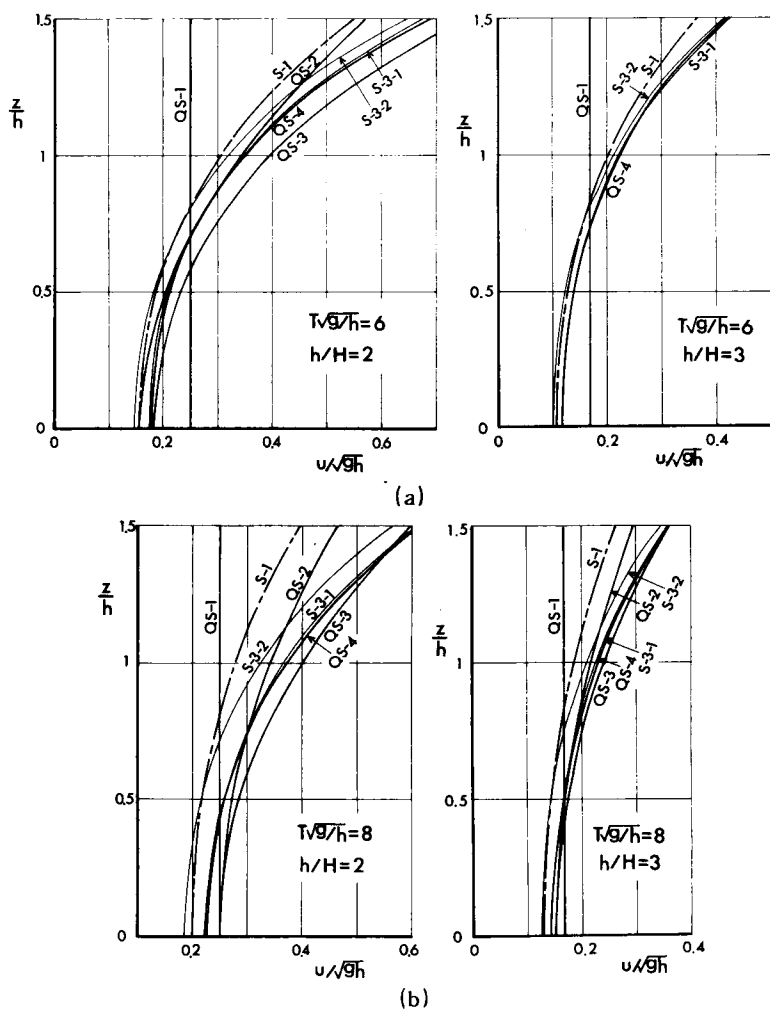 1.5
z/h
1
0.5
0
QS-1
S-1
QS-2
S-3-1
S-3-2
QS-4
QS-3
T√g/h=6
h/H=2
0
0.2
0.4
0.6
u/√gh
1.5
z/h
1
0.5
0
QS-1
S-3-2
S-1
S-3-1
QS-4
T√g/h=6
h/H=3
0
0.2
0.4
u/√gh
(a)
1.5
z/h
1
0.5
0
QS-1
S-1
QS-2
S-3-2
S-3-1
QS-3
QS-4
T√g/h=8
h/H=2
0
0.2
0.4
0.6
u/√gh
1.5
z/h
1
0.5
0
QS-1
S-1
QS-2
S-3-2
QS-3
QS-4
S-3-1
T√g/h=8
h/H=3
0
0.2
0.4
u/√gh
(b)